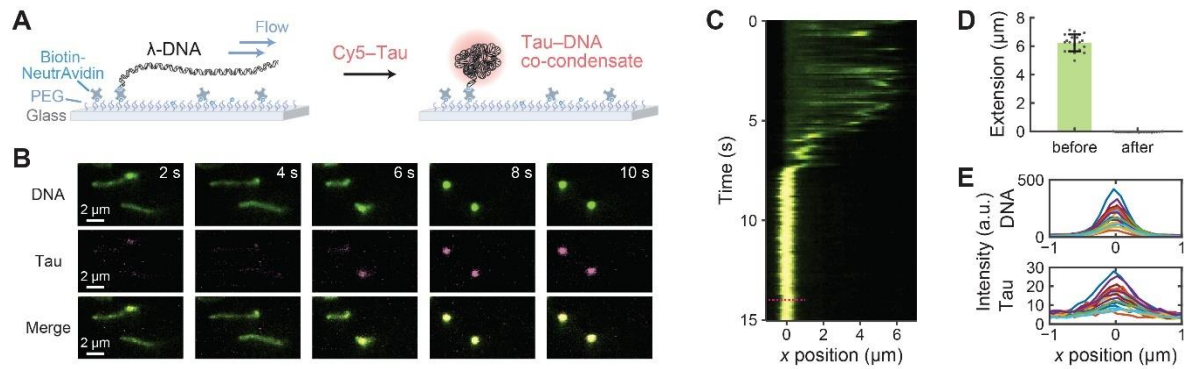 A
Flow
λ-DNA
Biotin-
NeutrAvidin
PEG
Glass
Cy5–Tau
Tau–DNA
co-condensate
B
2 s
4 s
6 s
8 s
10 s
DNA
2 μm
Tau
2 μm
Merge
2 μm
C
0
5
10
15
Time (s)
0 2 4 6
x position (μm)
D
Extension (μm)
8
6
4
2
0
before after
E
Intensity (a.u.)
DNA
500
0
−1 0 1
Tau
30
20
10
0
−1 0 1
x position (μm)